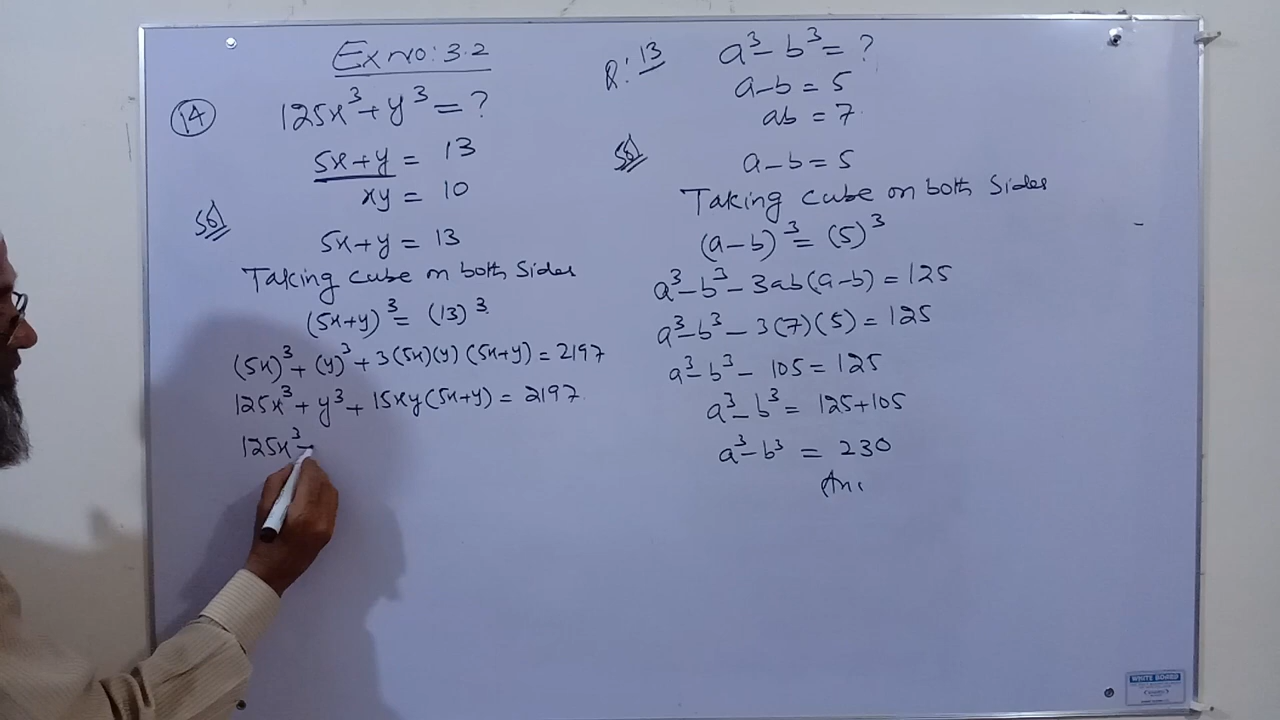 Ex no: 3.2
14
125x³ + y³ = ?
5x+y = 13
xy = 10
Sol
5x+y = 13
Taking cube on both Sides
(5x+y)³ = (13)³
(5x)³ + (y)³ + 3(5x)(y)(5x+y) = 2197
125x³ + y³ + 15xy(5x+y) = 2197
125x³ -
Q: 13
a³ - b³ = ?
a-b = 5
ab = 7
Sol
a-b = 5
Taking Cube on both Sides
(a-b)³ = (5)³
a³ - b³ - 3ab(a-b) = 125
a³ - b³ - 3(7)(5) = 125
a³ - b³ - 105 = 125
a³ - b³ = 125+105
a³ - b³ = 230
Ans
WHITE BOARD